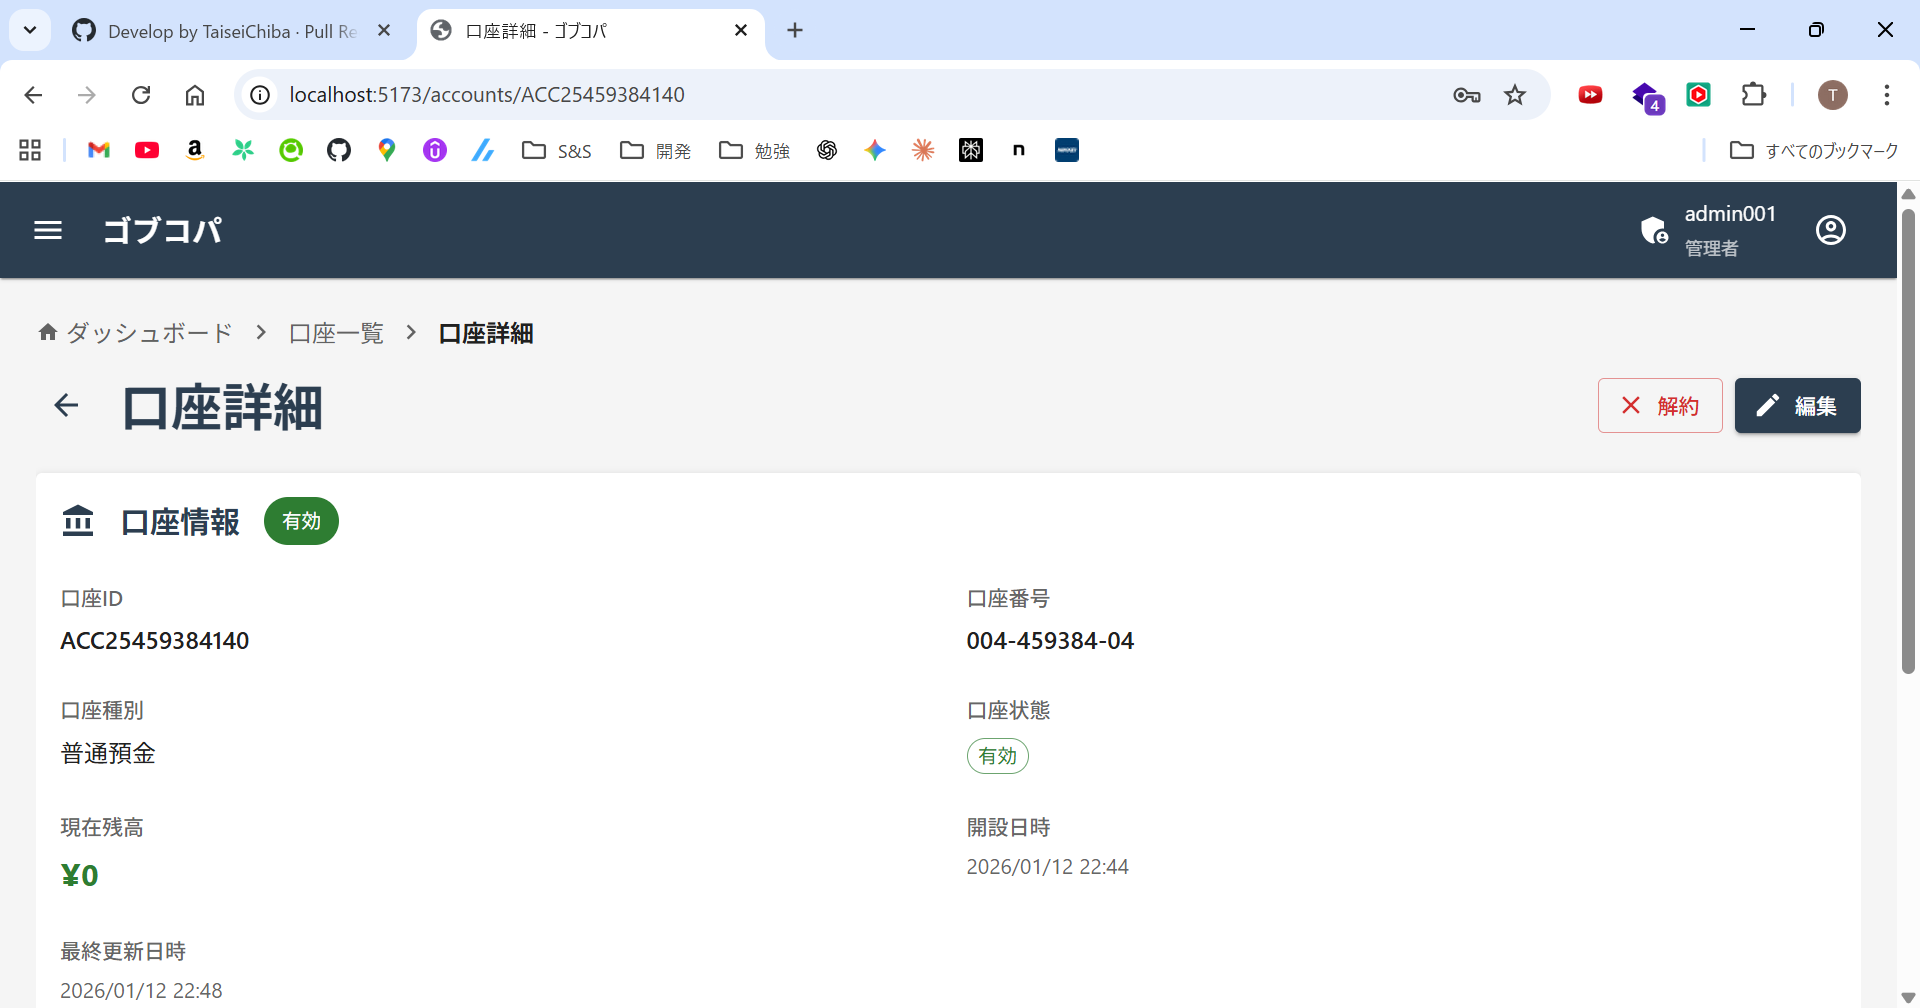 Develop by TaiseiChiba · Pull Re
口座詳細 - ゴブコパ
localhost:5173/accounts/ACC25459384140
4
T
S&S
開発
勉強
すべてのブックマーク
ゴブコパ
admin001
管理者
ダッシュボード
口座一覧
口座詳細
口座詳細
解約
編集
口座情報
有効
口座ID
ACC25459384140
口座番号
004-459384-04
口座種別
普通預金
口座状態
有効
現在残高
¥0
開設日時
2026/01/12 22:44
最終更新日時
2026/01/12 22:48